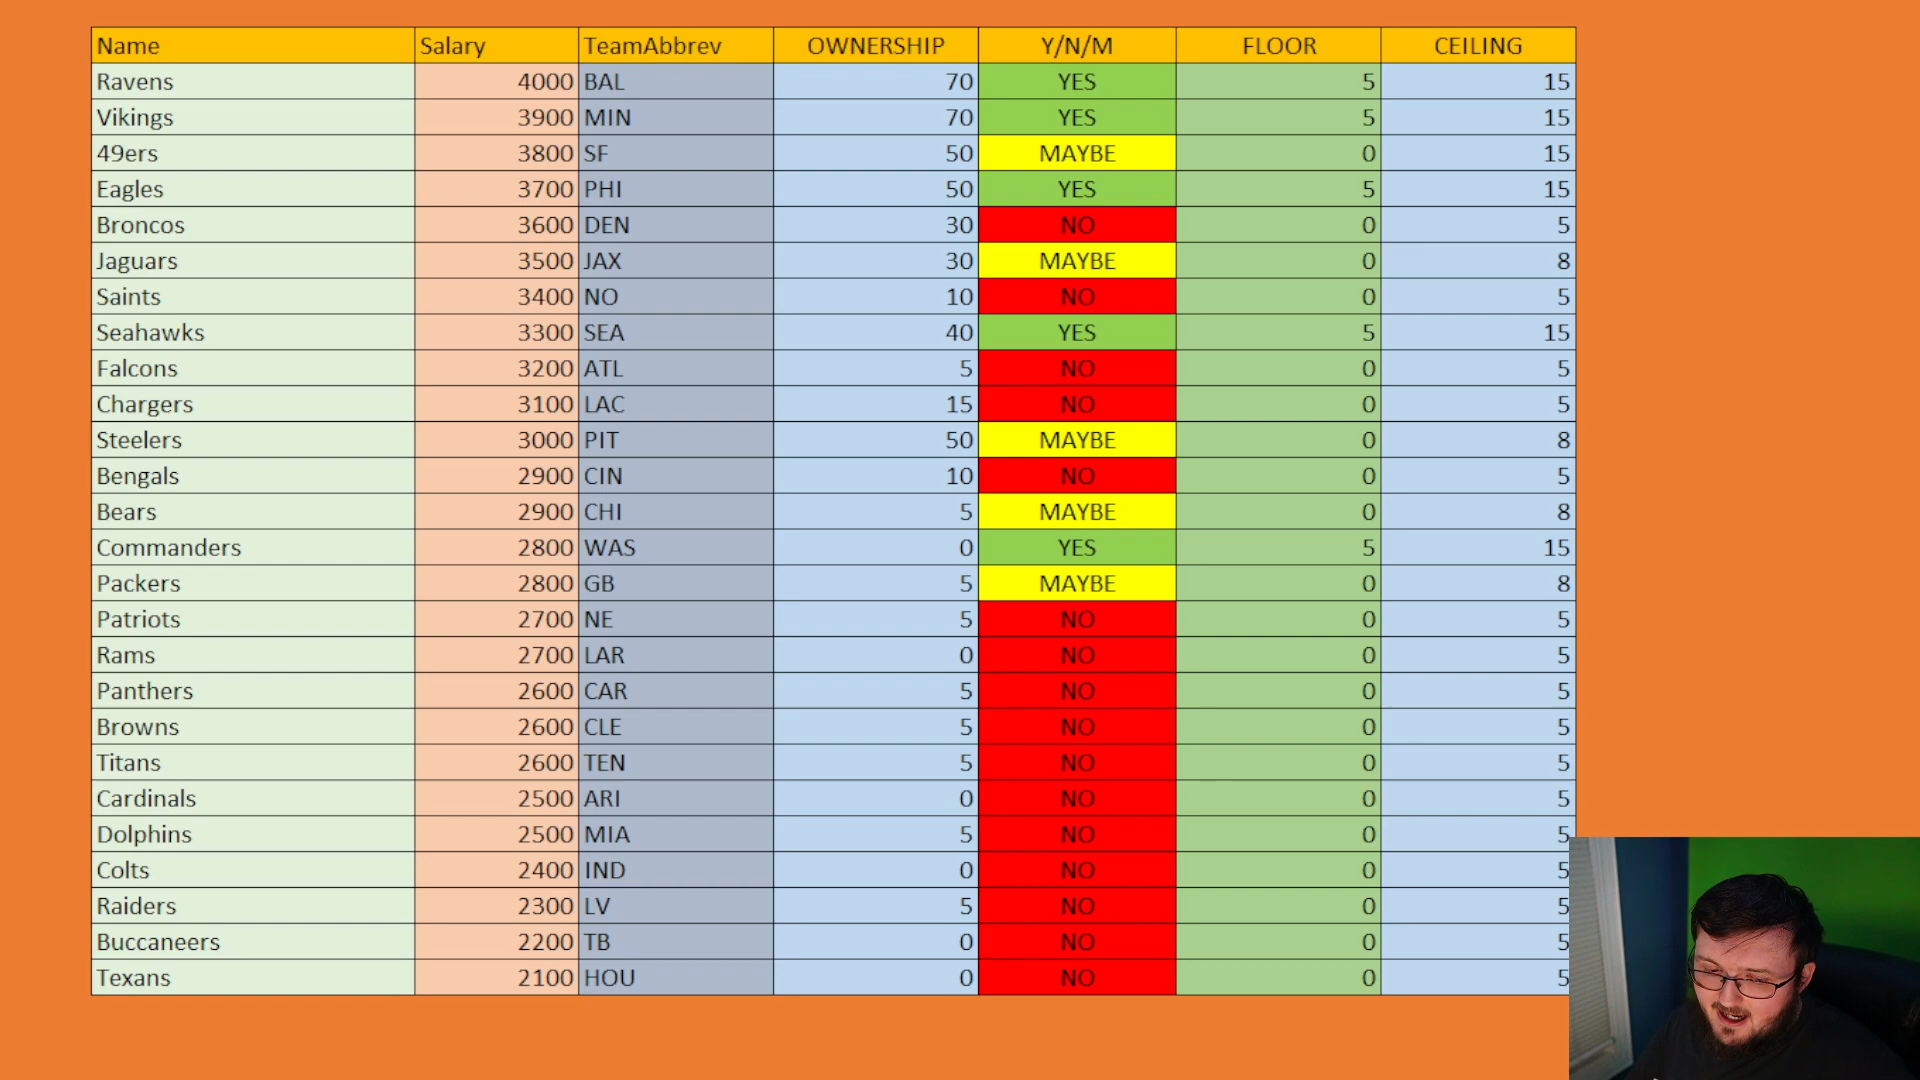 Name Salary TeamAbbrev OWNERSHIP Y/N/M FLOOR CEILING
Ravens 4000 BAL 70 YES 5 15
Vikings 3900 MIN 70 YES 5 15
49ers 3800 SF 50 MAYBE 0 15
Eagles 3700 PHI 50 YES 5 15
Broncos 3600 DEN 30 NO 0 5
Jaguars 3500 JAX 30 MAYBE 0 8
Saints 3400 NO 10 NO 0 5
Seahawks 3300 SEA 40 YES 5 15
Falcons 3200 ATL 5 NO 0 5
Chargers 3100 LAC 15 NO 0 5
Steelers 3000 PIT 50 MAYBE 0 8
Bengals 2900 CIN 10 NO 0 5
Bears 2900 CHI 5 MAYBE 0 8
Commanders 2800 WAS 0 YES 5 15
Packers 2800 GB 5 MAYBE 0 8
Patriots 2700 NE 5 NO 0 5
Rams 2700 LAR 0 NO 0 5
Panthers 2600 CAR 5 NO 0 5
Browns 2600 CLE 5 NO 0 5
Titans 2600 TEN 5 NO 0 5
Cardinals 2500 ARI 0 NO 0 5
Dolphins 2500 MIA 5 NO 0 5
Colts 2400 IND 0 NO 0 5
Raiders 2300 LV 5 NO 0 5
Buccaneers 2200 TB 0 NO 0 5
Texans 2100 HOU 0 NO 0 5